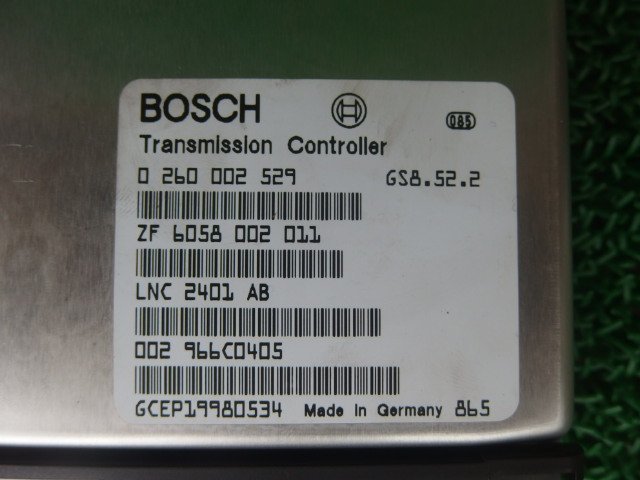 BOSCH 085
Transmission Controller
0 260 002 529 GS8.52.2
ZF 6058 002 011
LNC 2401 AB
002 966C0405
GCEP19980534 Made in Germany 865